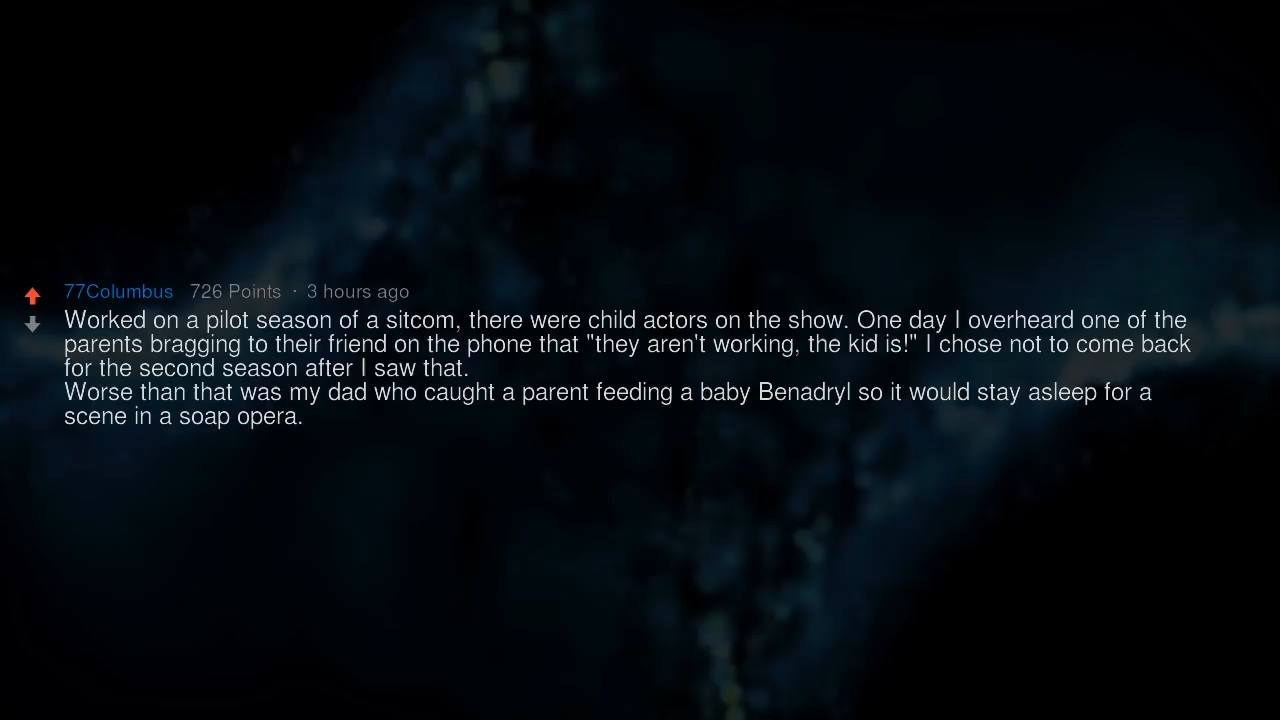 77Columbus 726 Points · 3 hours ago
Worked on a pilot season of a sitcom, there were child actors on the show. One day I overheard one of the
parents bragging to their friend on the phone that "they aren't working, the kid is!" I chose not to come back
for the second season after I saw that.
Worse than that was my dad who caught a parent feeding a baby Benadryl so it would stay asleep for a
scene in a soap opera.